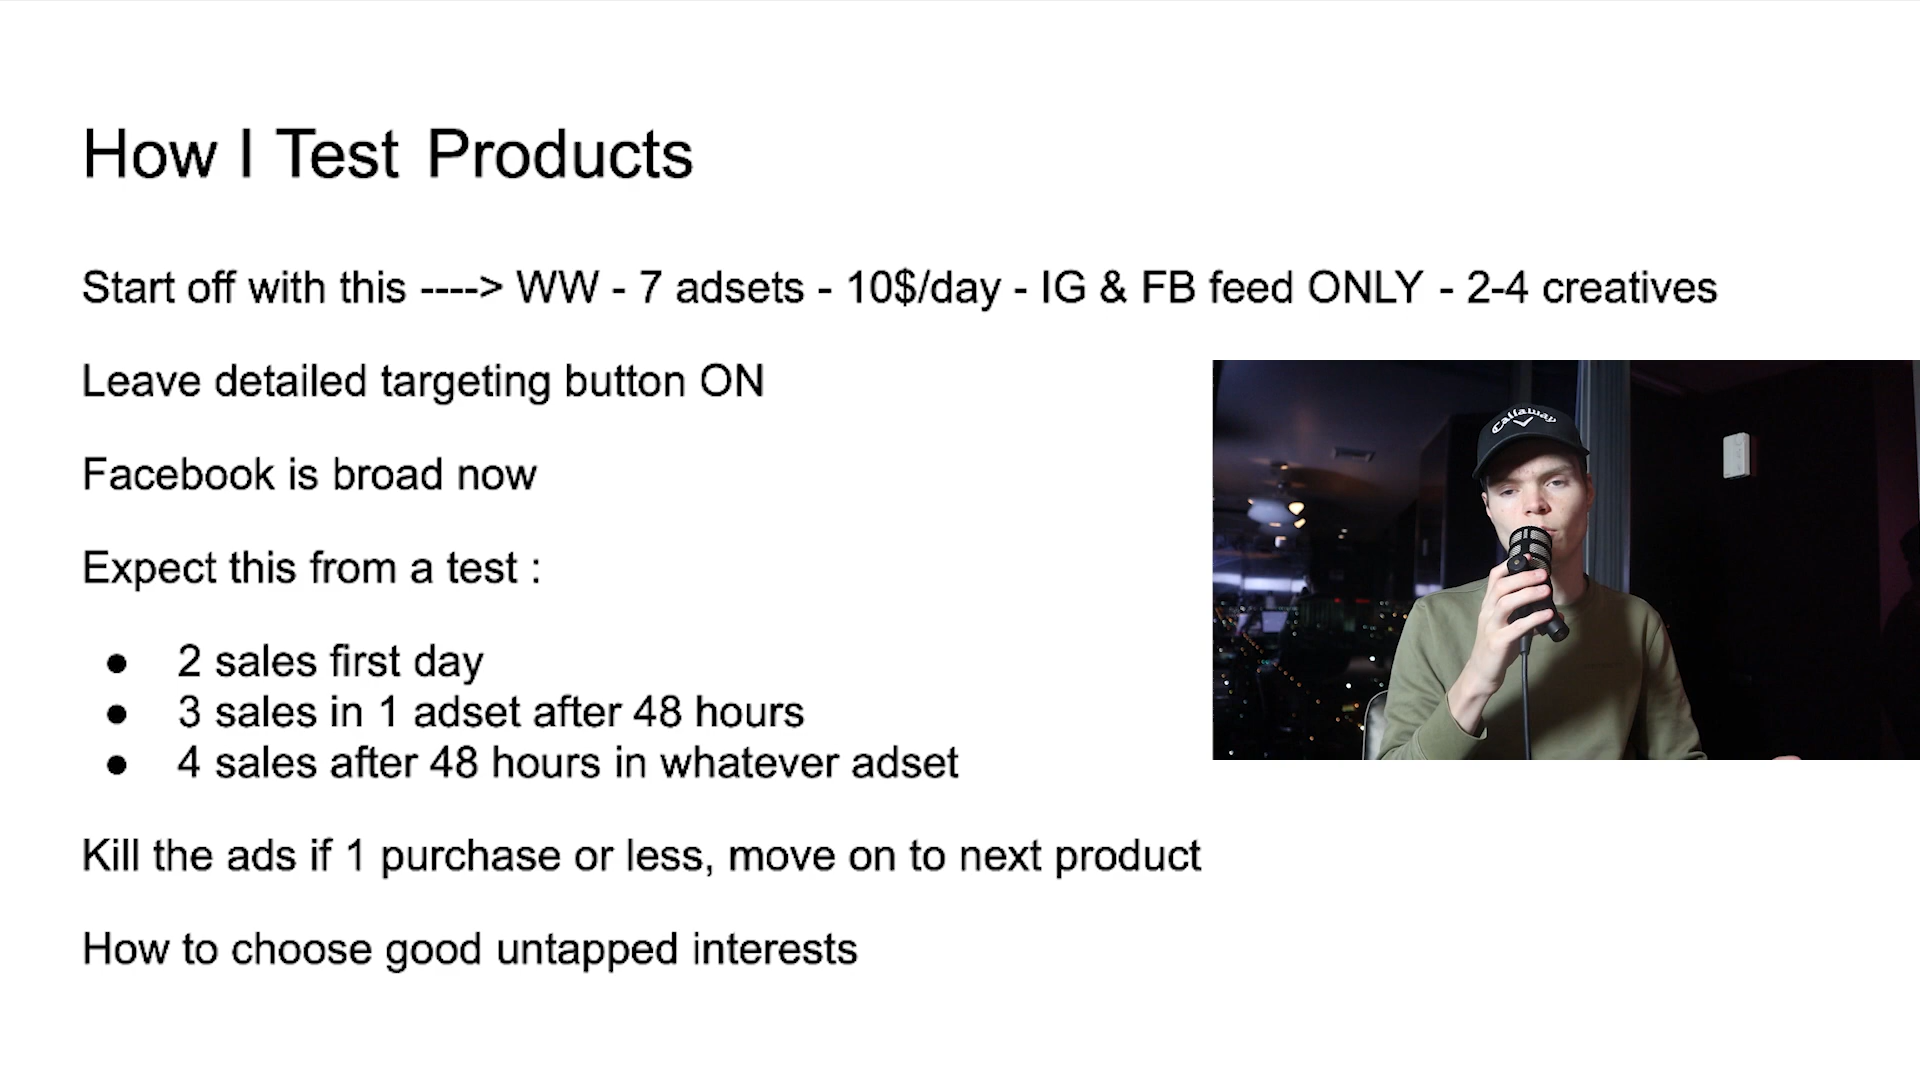 How I Test Products
Start off with this ----> WW - 7 adsets - 10$/day - IG & FB feed ONLY - 2-4 creatives
Leave detailed targeting button ON
Facebook is broad now
Callaway
Expect this from a test :
● 2 sales first day
● 3 sales in 1 adset after 48 hours
● 4 sales after 48 hours in whatever adset
Kill the ads if 1 purchase or less, move on to next product
How to choose good untapped interests